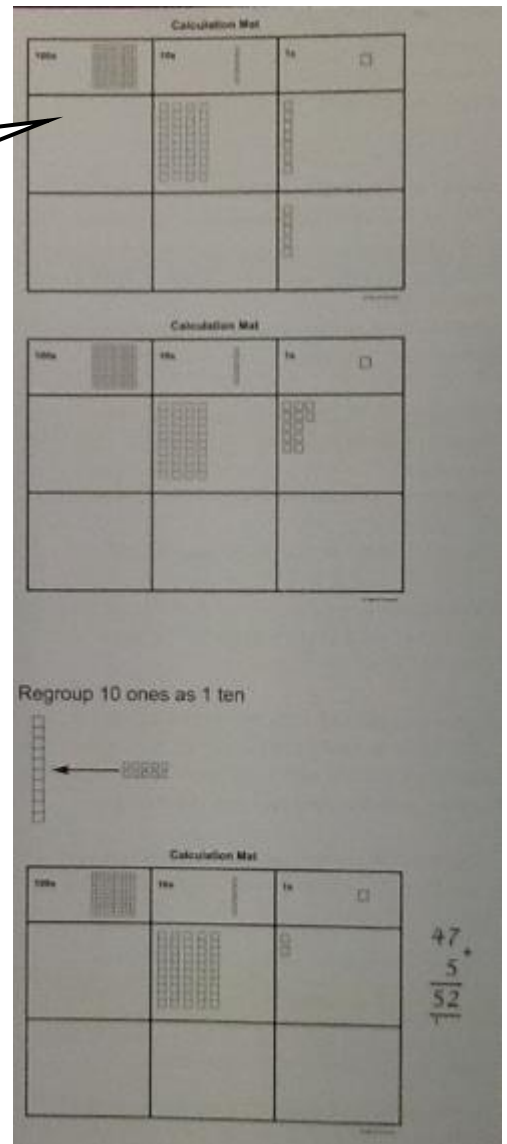 Calculation Mat
100s 10s 1s
Calculation Mat
100s 10s 1s
Regroup 10 ones as 1 ten
Calculation Mat
100s 10s 1s
47
+
5
52
1